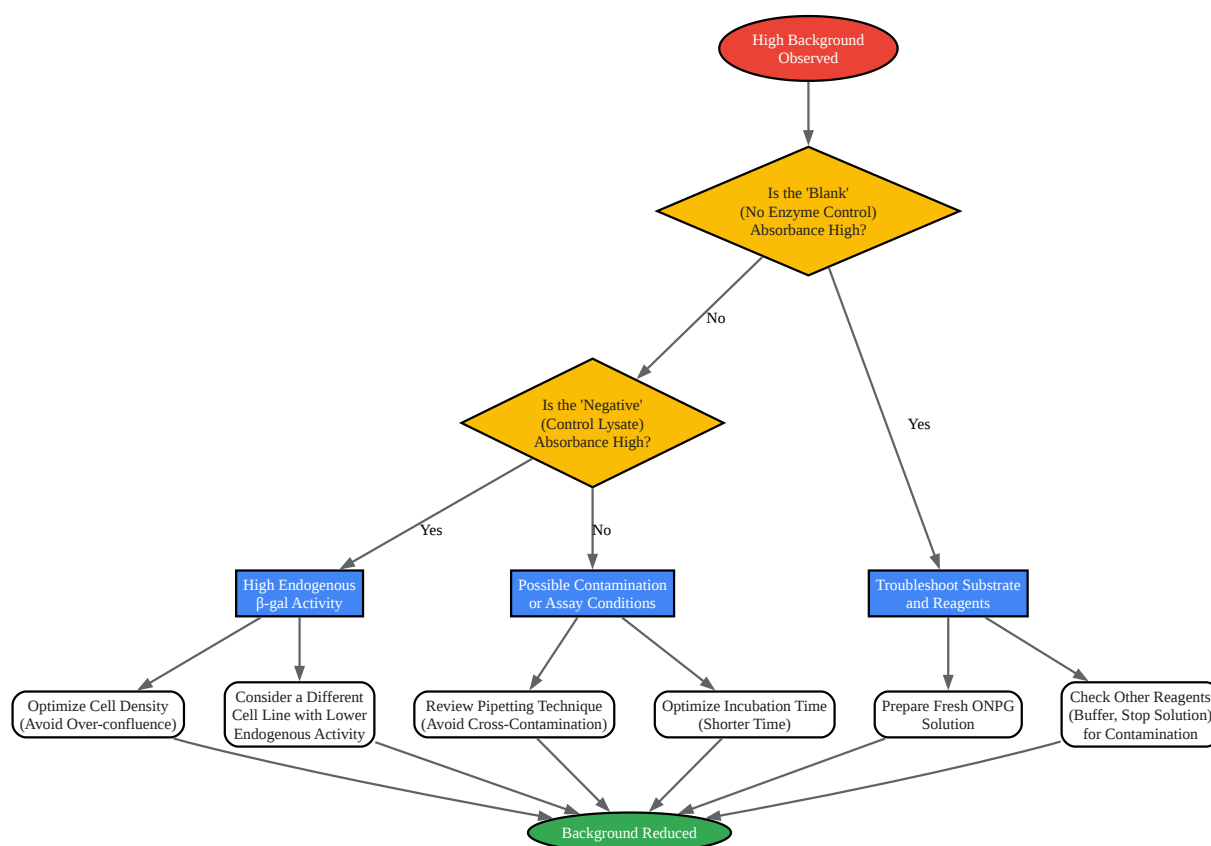 High Background
Observed
Is the 'Blank'
(No Enzyme Control)
Absorbance High?
No
Yes
Is the 'Negative'
(Control Lysate)
Absorbance High?
Yes
No
High Endogenous
β-gal Activity
Possible Contamination
or Assay Conditions
Troubleshoot Substrate
and Reagents
Optimize Cell Density
(Avoid Over-confluence)
Consider a Different
Cell Line with Lower
Endogenous Activity
Review Pipetting Technique
(Avoid Cross-Contamination)
Optimize Incubation Time
(Shorter Time)
Prepare Fresh ONPG
Solution
Check Other Reagents
(Buffer, Stop Solution)
for Contamination
Background Reduced